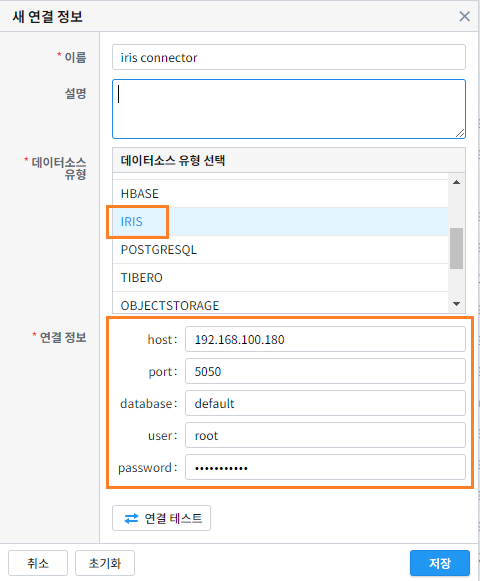 새 연결 정보
* 이름
iris connector
설명
* 데이터소스
유형
데이터소스 유형 선택
HBASE
IRIS
POSTGRESQL
TIBERO
OBJECTSTORAGE
* 연결 정보
host:
192.168.100.180
port:
5050
database:
default
user:
root
password:
•••••••••••
연결 테스트
취소
초기화
저장